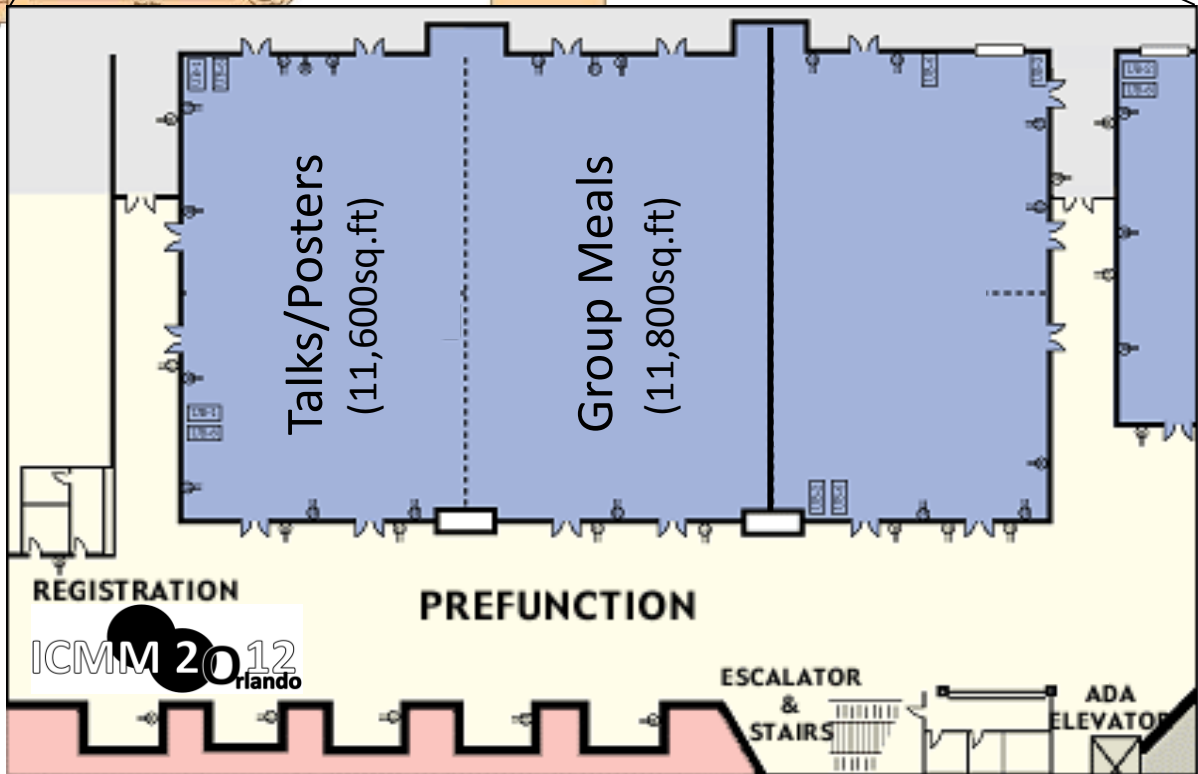 Talks/Posters
(11,600sq.ft)
Group Meals
(11,800sq.ft)
REGISTRATION
PREFUNCTION
ICMM 2012
Orlando
ESCALATOR
&
STAIRS
ADA
ELEVATOR